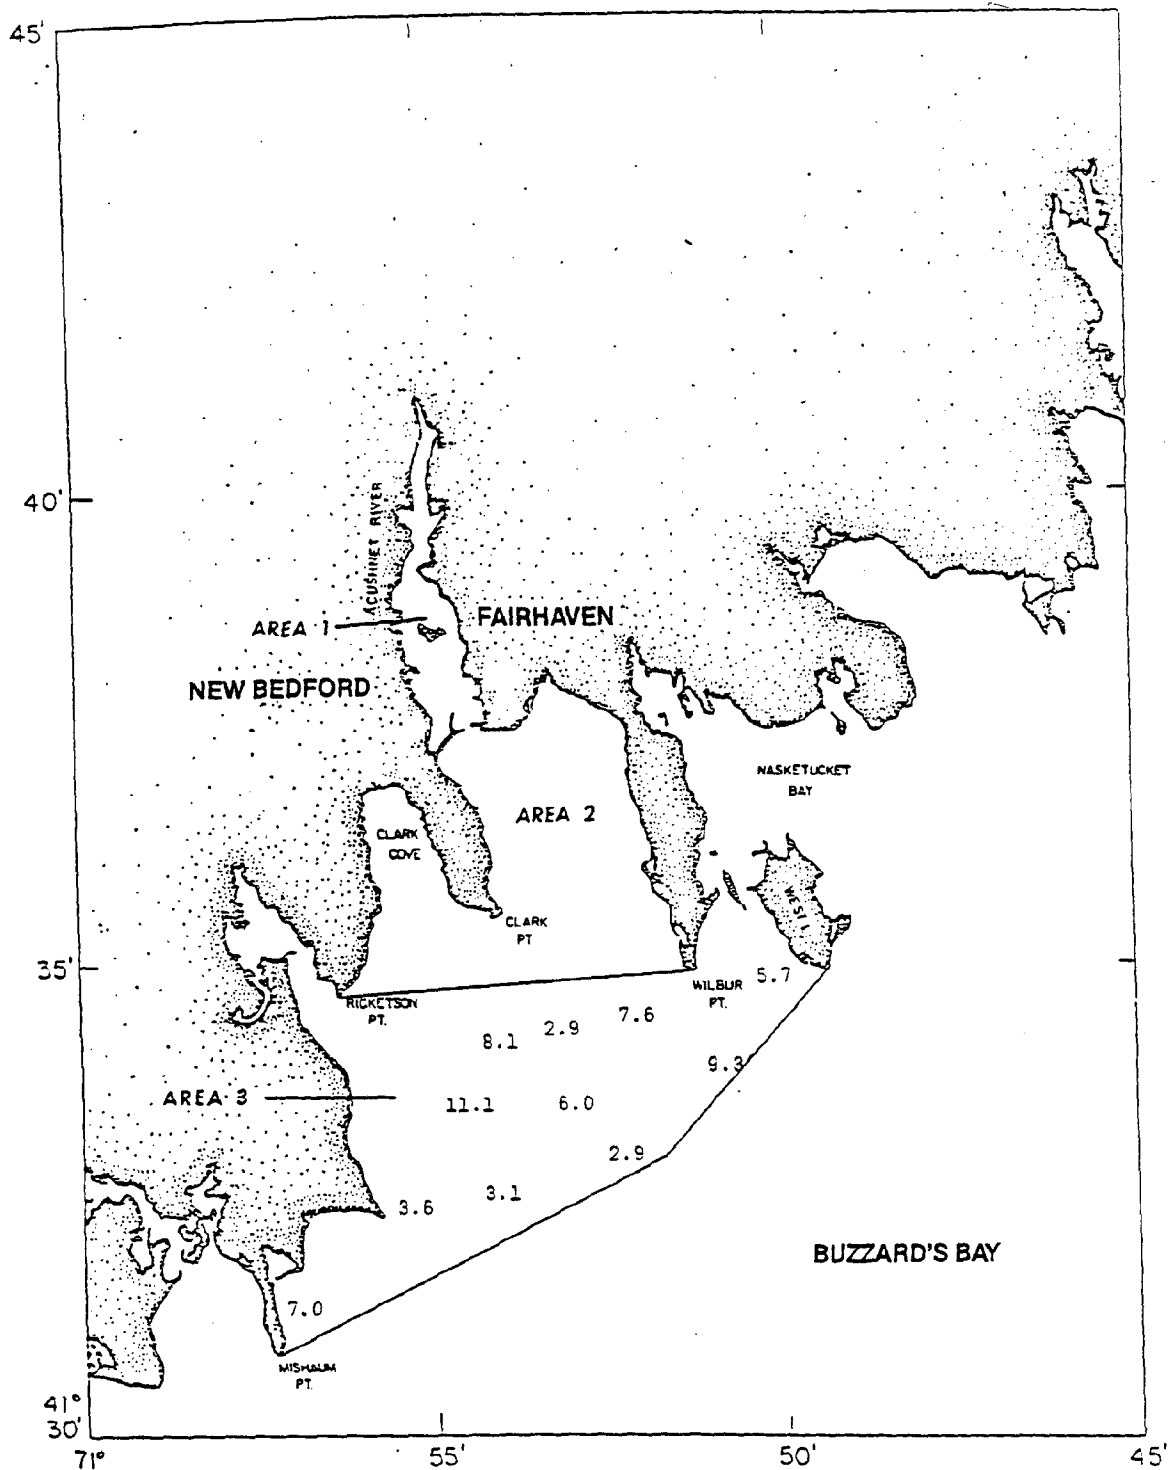 45'
40'
ACUSHNET RIVER
AREA 1
FAIRHAVEN
NEW BEDFORD
NASKETUCKET
BAY
AREA 2
CLARK
COVE
WEST I.
CLARK
PT.
35'
RICKETSON
PT.
WILBUR
PT.
5.7
7.6
2.9
8.1
9.3
AREA 3
11.1
6.0
2.9
3.1
3.6
BUZZARD'S BAY
7.0
MISHAUM
PT.
41°
30'
71°
55'
50'
45'